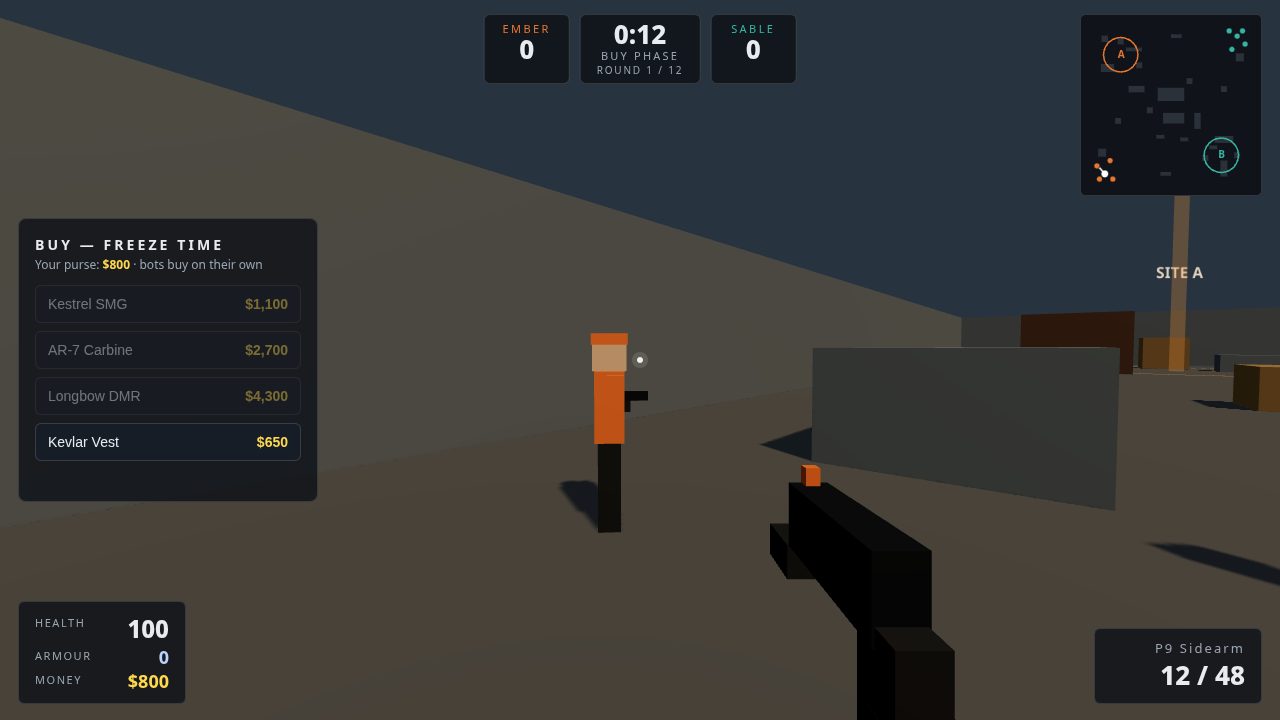 EMBER
0
0:12
BUY PHASE
ROUND 1 / 12
SABLE
0
A
B
SITE A
BUY — FREEZE TIME
Your purse: $800 · bots buy on their own
Kestrel SMG $1,100
AR-7 Carbine $2,700
Longbow DMR $4,300
Kevlar Vest $650
HEALTH 100
ARMOUR 0
MONEY $800
P9 Sidearm
12 / 48